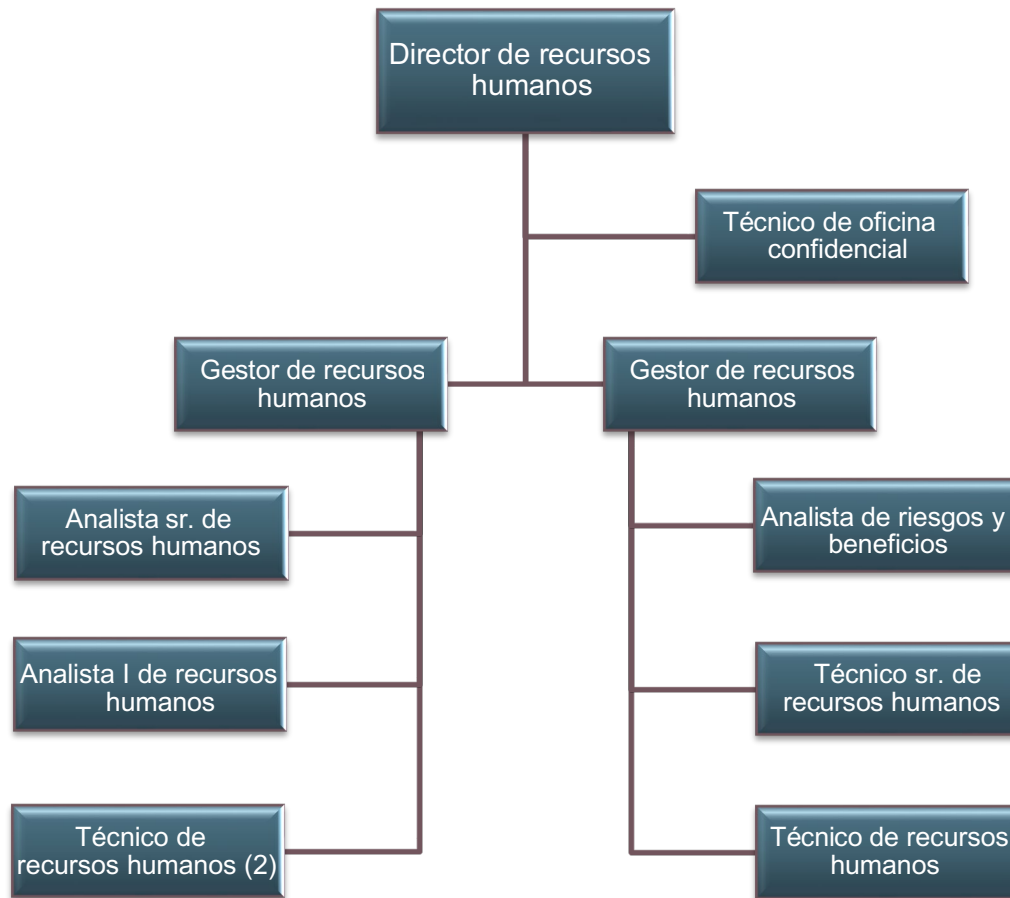 Director de recursos
humanos
Técnico de oficina
confidencial
Gestor de recursos
humanos
Gestor de recursos
humanos
Analista sr. de
recursos humanos
Analista de riesgos y
beneficios
Analista I de recursos
humanos
Técnico sr. de
recursos humanos
Técnico de
recursos humanos (2)
Técnico de recursos
humanos